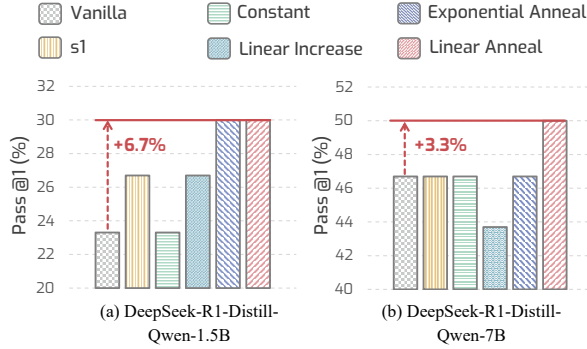 Vanilla
Constant
Exponential Anneal
s1
Linear Increase
Linear Anneal
Pass @1 (%)
30
28
26
24
22
20
+6.7%
(a) DeepSeek-R1-Distill-
Qwen-1.5B
Pass @1 (%)
52
50
48
46
44
42
40
+3.3%
(b) DeepSeek-R1-Distill-
Qwen-7B